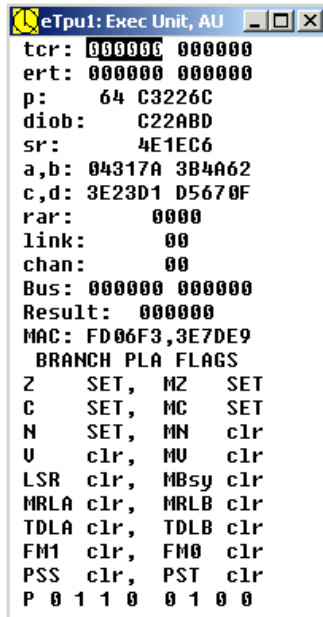 eTpu1: Exec Unit, AU
tcr: 000000 000000
ert: 000000 000000
p: 64 C3226C
diob: C22ABD
sr: 4E1EC6
a,b: 04317A 3B4A62
c,d: 3E23D1 D5670F
rar: 0000
link: 00
chan: 00
Bus: 000000 000000
Result: 000000
MAC: FD06F3,3E7DE9
BRANCH PLA FLAGS
Z SET, MZ SET
C SET, MC SET
N SET, MN clr
V clr, MV clr
LSR clr, MBsy clr
MRLA clr, MRLB clr
TDLA clr, TDLB clr
FM1 clr, FM0 clr
PSS clr, PST clr
P 0 1 1 0 0 1 0 0